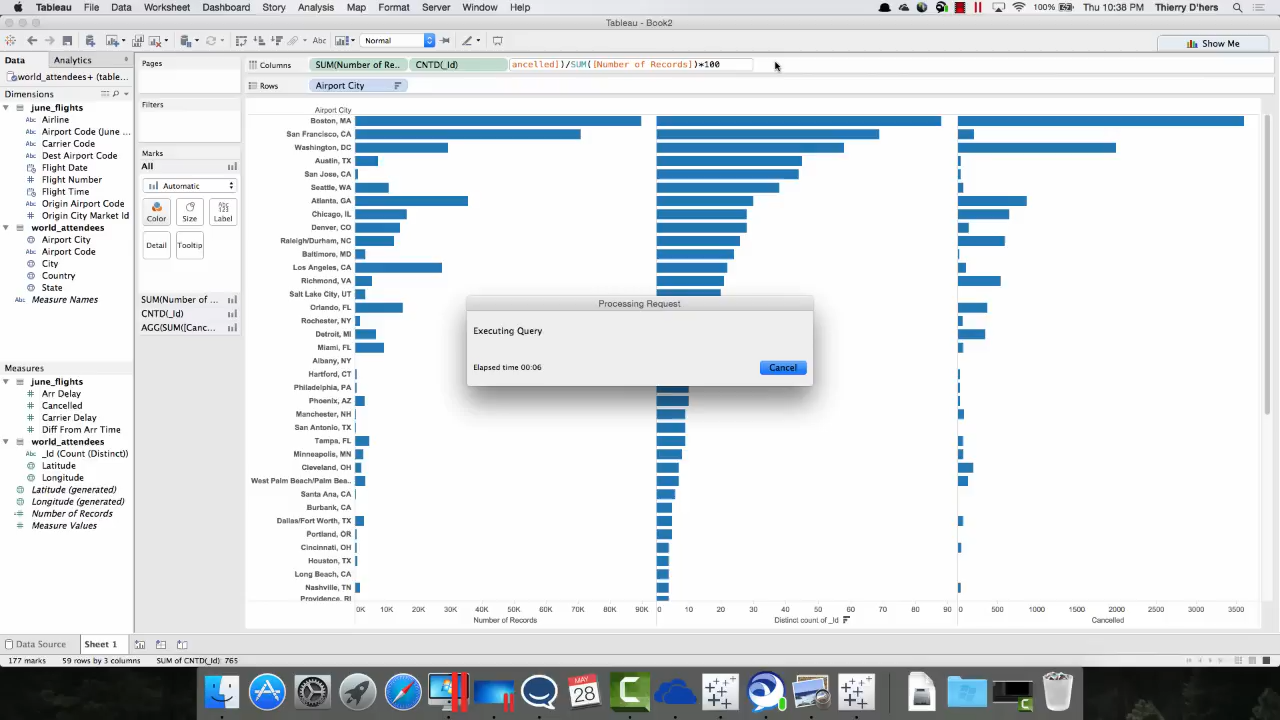 Tableau File Data Worksheet Dashboard Story Analysis Map Format Server Window Help 100% Thu 10:38 PM Thierry D'hers
Tableau - Book2
Abc Normal Show Me
Data Analytics
world_attendees+ (table...
Dimensions
june_flights
Abc Airline
Abc Airport Code (June ...
Abc Carrier Code
Abc Dest Airport Code
Flight Date
# Flight Number
Flight Time
Abc Origin Airport Code
# Origin City Market Id
world_attendees
Airport City
Abc Airport Code
City
Country
State
Abc Measure Names
Measures
june_flights
# Arr Delay
# Cancelled
# Carrier Delay
# Diff From Arr Time
world_attendees
Abc _Id (Count (Distinct))
Latitude
Longitude
Latitude (generated)
Longitude (generated)
Number of Records
# Measure Values
Pages
Filters
Marks
All
Automatic
Color Size Label
Detail Tooltip
SUM(Number of ...
CNTD(_Id)
AGG(SUM([Canc...
Columns SUM(Number of Re.. CNTD(_Id) ancelled])/SUM([Number of Records])*100
Rows Airport City
Airport City
Boston, MA
San Francisco, CA
Washington, DC
Austin, TX
San Jose, CA
Seattle, WA
Atlanta, GA
Chicago, IL
Denver, CO
Raleigh/Durham, NC
Baltimore, MD
Los Angeles, CA
Richmond, VA
Salt Lake City, UT
Orlando, FL
Rochester, NY
Detroit, MI
Miami, FL
Albany, NY
Hartford, CT
Philadelphia, PA
Phoenix, AZ
Manchester, NH
San Antonio, TX
Tampa, FL
Minneapolis, MN
Cleveland, OH
West Palm Beach/Palm Bea..
Santa Ana, CA
Burbank, CA
Dallas/Fort Worth, TX
Portland, OR
Cincinnati, OH
Houston, TX
Long Beach, CA
Nashville, TN
Providence, RI
0K 10K 20K 30K 40K 50K 60K 70K 80K 90K
Number of Records
0 10 20 30 40 50 60 70 80 90
Distinct count of _Id
0 500 1000 1500 2000 2500 3000 3500
Cancelled
Processing Request
Executing Query
Elapsed time 00:06
Cancel
Data Source Sheet 1
177 marks 59 rows by 3 columns SUM of CNTD(_Id): 765
MAY
28